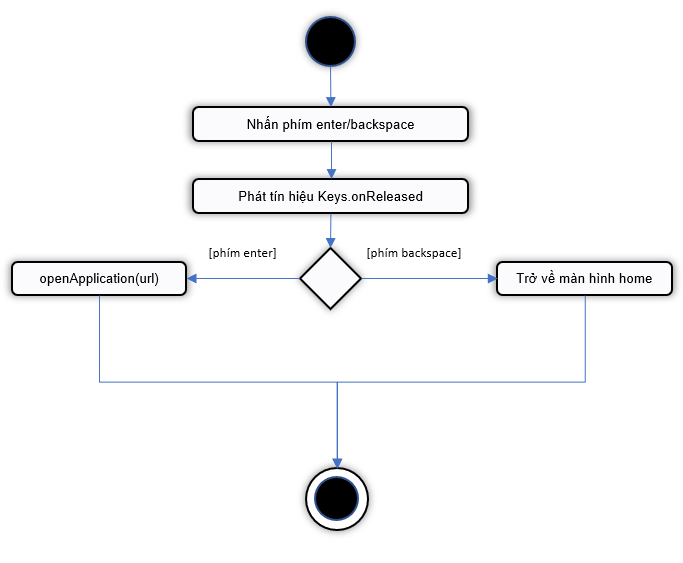 Nhấn phím enter/backspace
Phát tín hiệu Keys.onReleased
[phím enter]
[phím backspace]
openApplication(url)
Trở về màn hình home